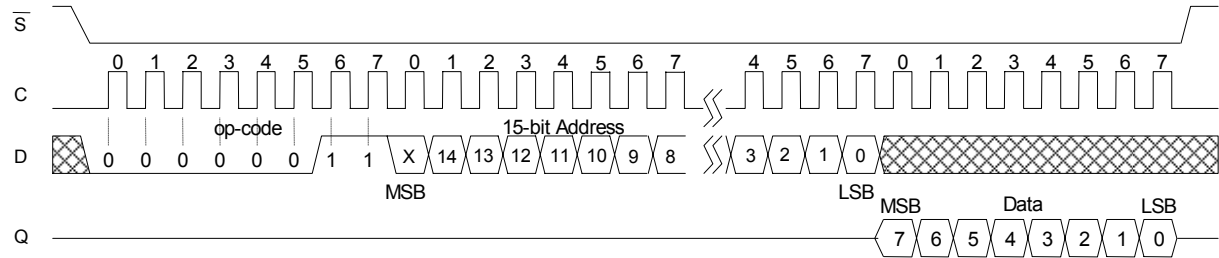 S
0 1 2 3 4 5 6 7 0 1 2 3 4 5 6 7 4 5 6 7 0 1 2 3 4 5 6 7
C
op-code 15-bit Address
D 0 0 0 0 0 0 1 1 X 14 13 12 11 10 9 8 3 2 1 0
MSB LSB
MSB Data LSB
Q 7 6 5 4 3 2 1 0